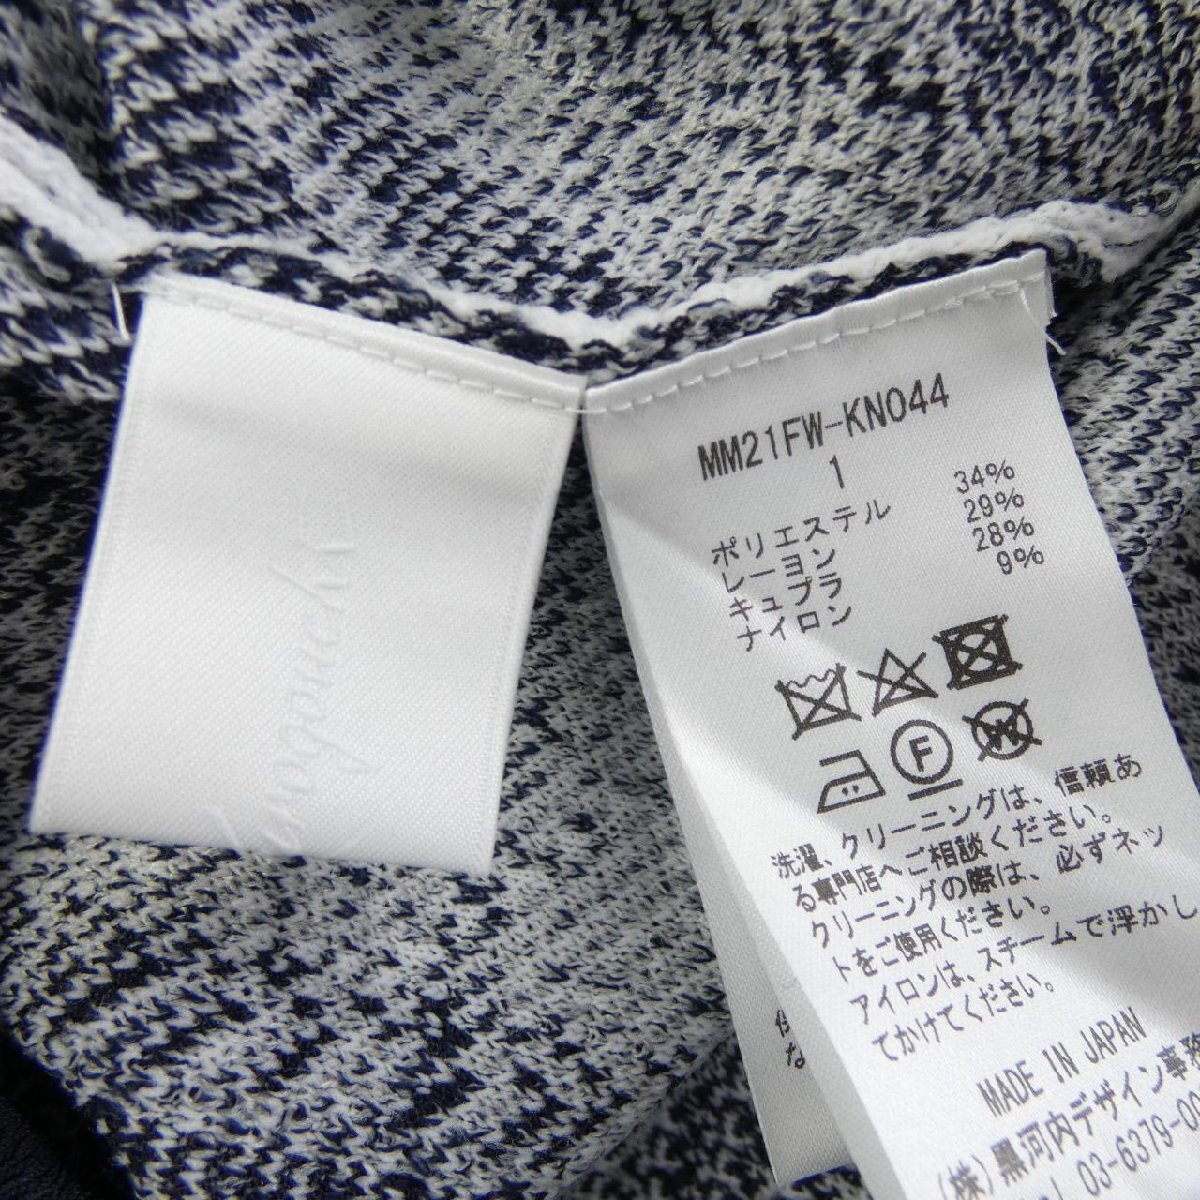 MM21FW-KN044
1
ポリエステル 34%
レーヨン 29%
キュプラ 28%
ナイロン 9%
F
W
洗濯、クリーニングは、信頼あ
る専門店へご相談ください。
クリーニングの際は、必ずネッ
トをご使用ください。
アイロンは、スチームで浮かし
てかけてください。
MADE IN JAPAN
(株)黒河内デザイン事務
03-6379-0